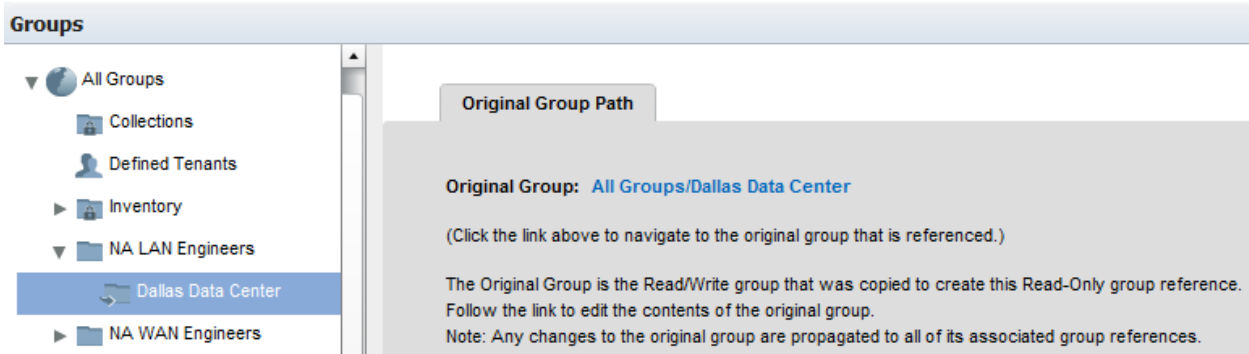 Groups
All Groups
Collections
Defined Tenants
Inventory
NA LAN Engineers
Dallas Data Center
NA WAN Engineers
Original Group Path
Original Group: All Groups/Dallas Data Center
(Click the link above to navigate to the original group that is referenced.)
The Original Group is the Read/Write group that was copied to create this Read-Only group reference.
Follow the link to edit the contents of the original group.
Note: Any changes to the original group are propagated to all of its associated group references.